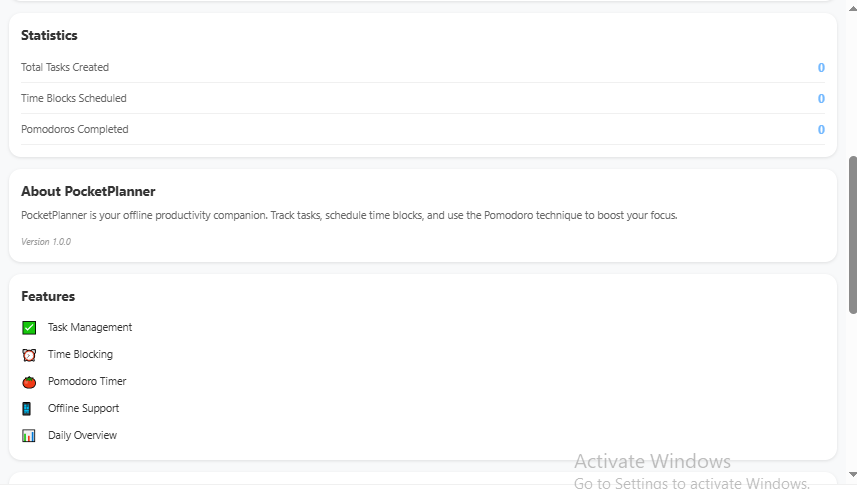 Statistics
Total Tasks Created 0
Time Blocks Scheduled 0
Pomodoros Completed 0
About PocketPlanner
PocketPlanner is your offline productivity companion. Track tasks, schedule time blocks, and use the Pomodoro technique to boost your focus.
Version 1.0.0
Features
Task Management
Time Blocking
Pomodoro Timer
Offline Support
Daily Overview
Activate Windows
Go to Settings to activate Windows.